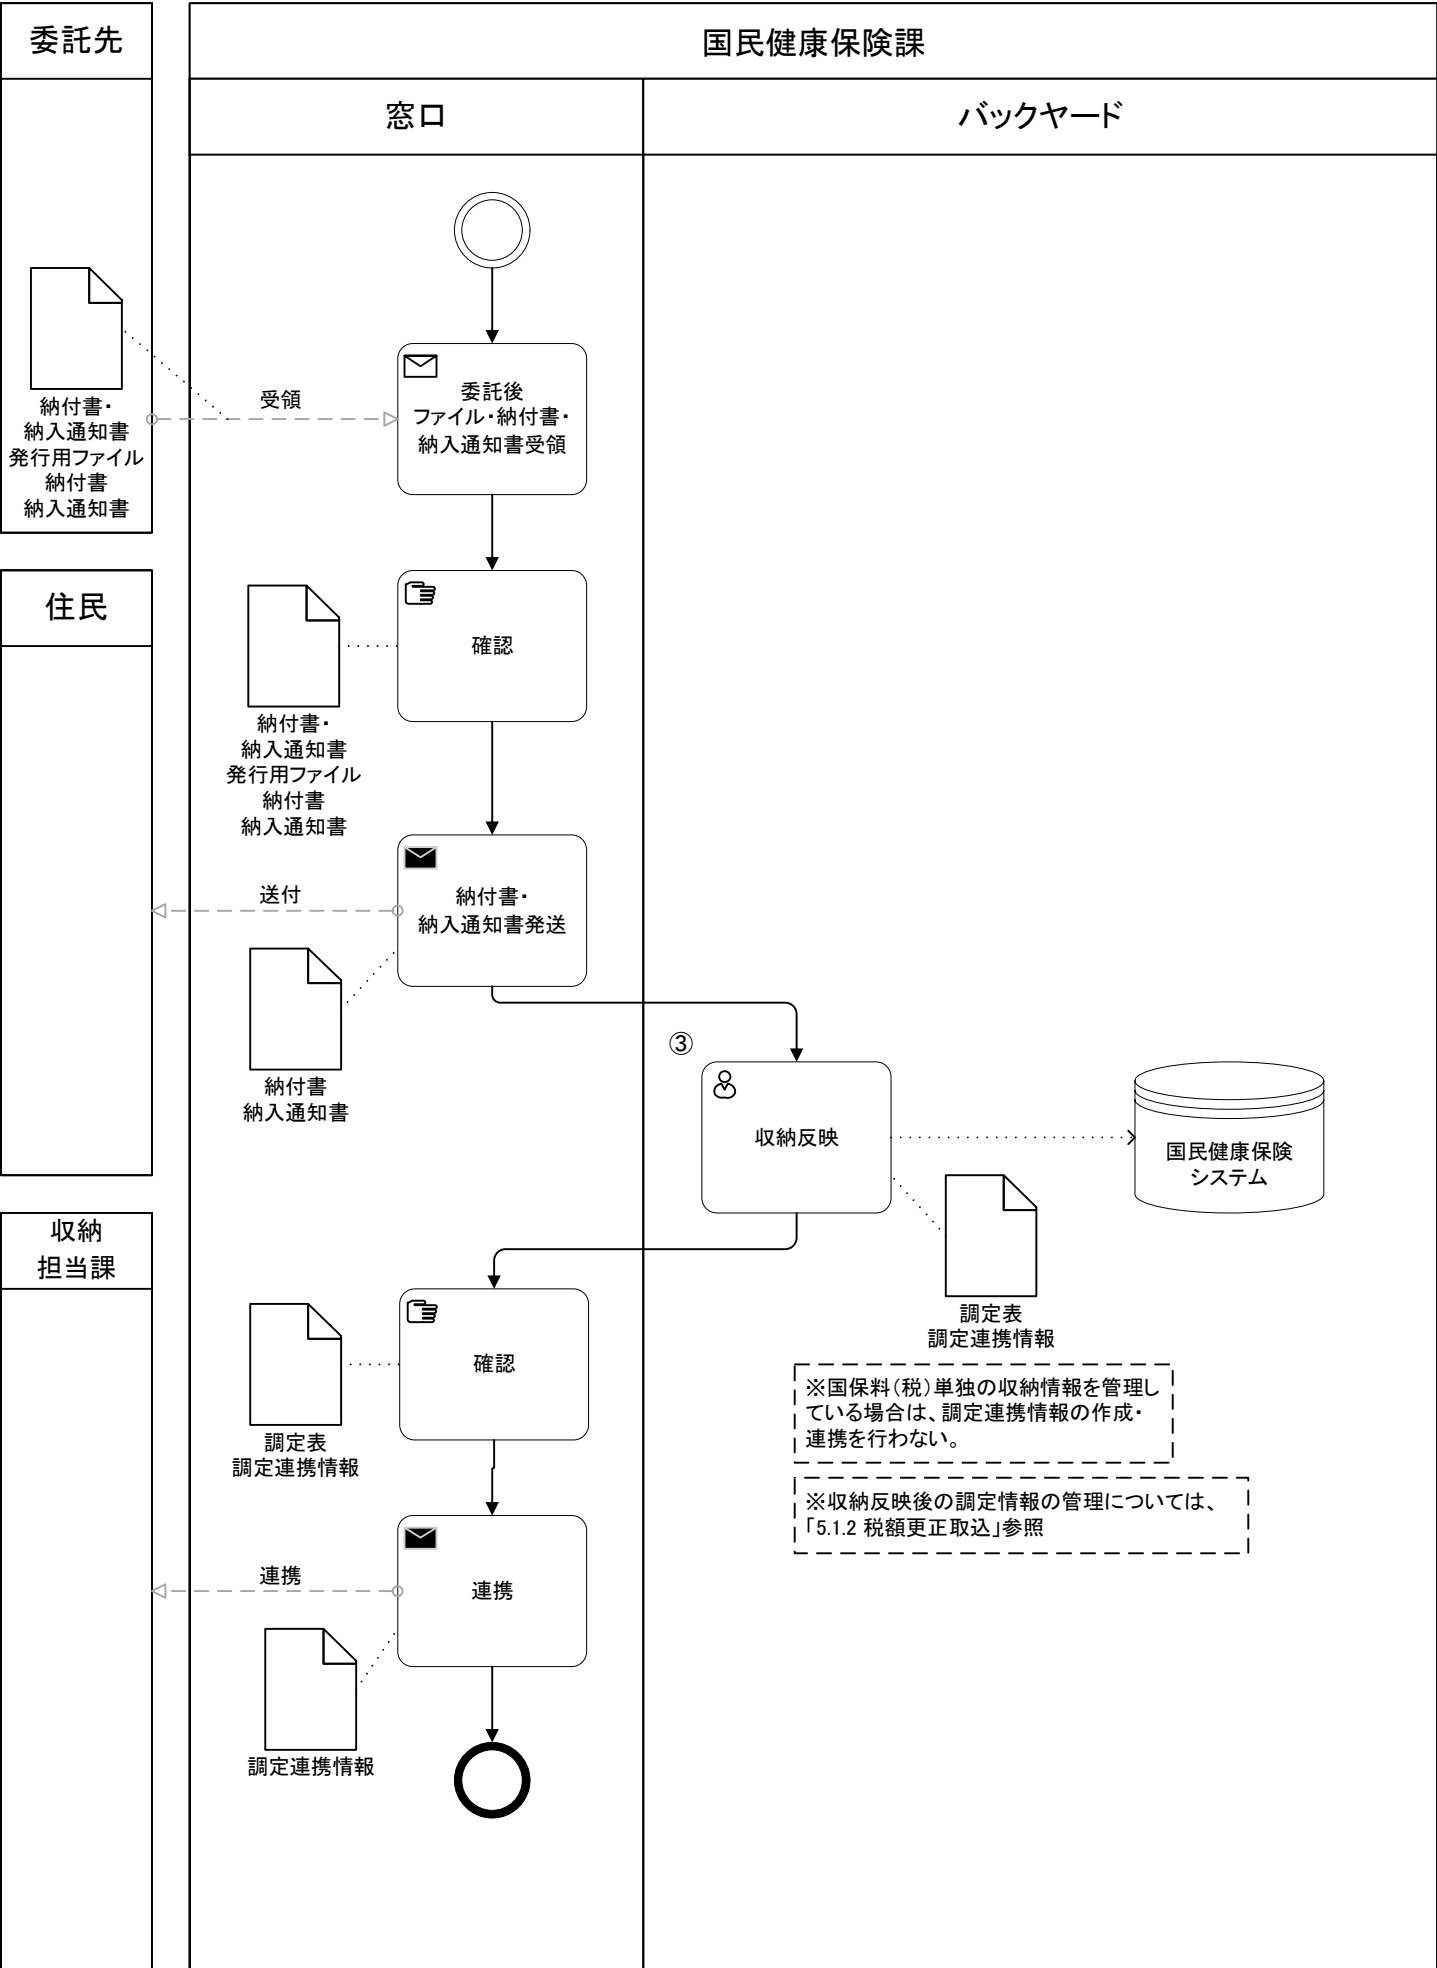 委託先
国民健康保険課
窓口
バックヤード
納付書・
納入通知書
発行用ファイル
納付書
納入通知書
受領
委託後
ファイル・納付書・
納入通知書受領
住民
確認
納付書・
納入通知書
発行用ファイル
納付書
納入通知書
送付
納付書・
納入通知書発送
納付書
納入通知書
③
収納反映
国民健康保険
システム
調定表
調定連携情報
収納
担当課
確認
調定表
調定連携情報
※国保料(税)単独の収納情報を管理し
ている場合は、調定連携情報の作成・
連携を行わない。
※収納反映後の調定情報の管理については、
「5.1.2 税額更正取込」参照
連携
連携
調定連携情報